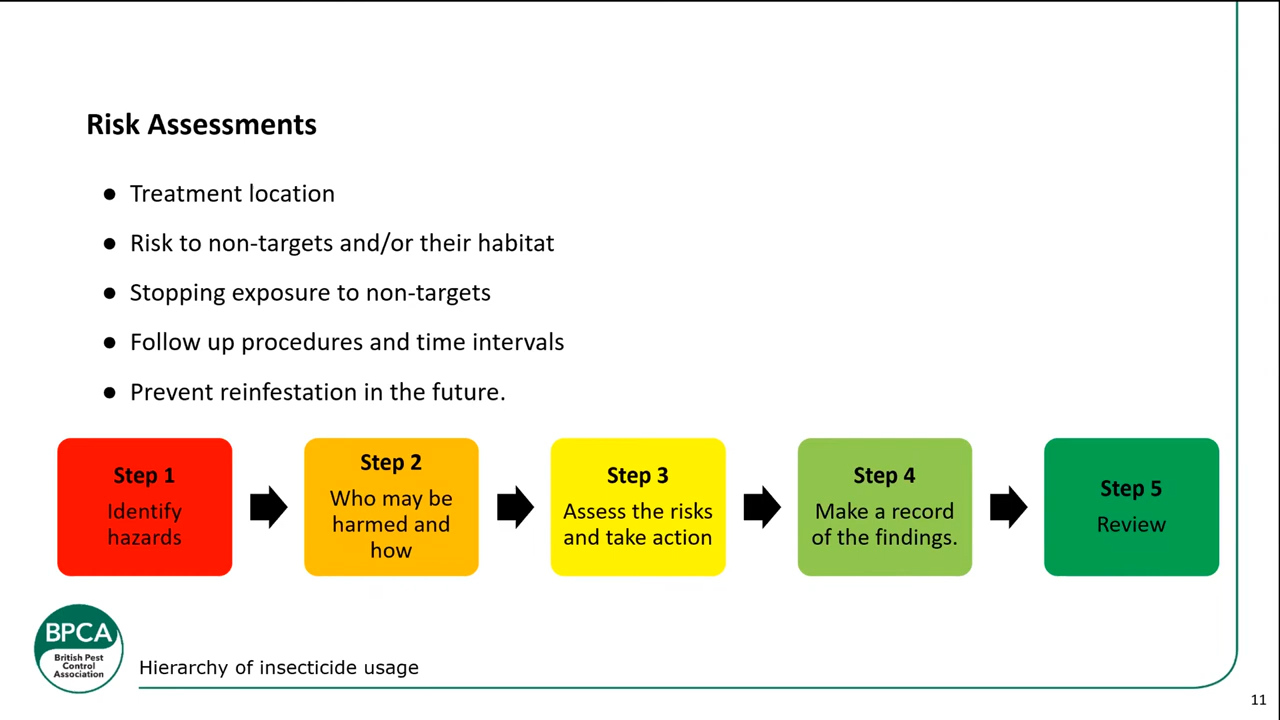 Risk Assessments
● Treatment location
● Risk to non-targets and/or their habitat
● Stopping exposure to non-targets
● Follow up procedures and time intervals
● Prevent reinfestation in the future.
Step 1
Identify
hazards
Step 2
Who may be
harmed and
how
Step 3
Assess the risks
and take action
Step 4
Make a record
of the findings.
Step 5
Review
BPCA
British Pest
Control
Association
Hierarchy of insecticide usage
11